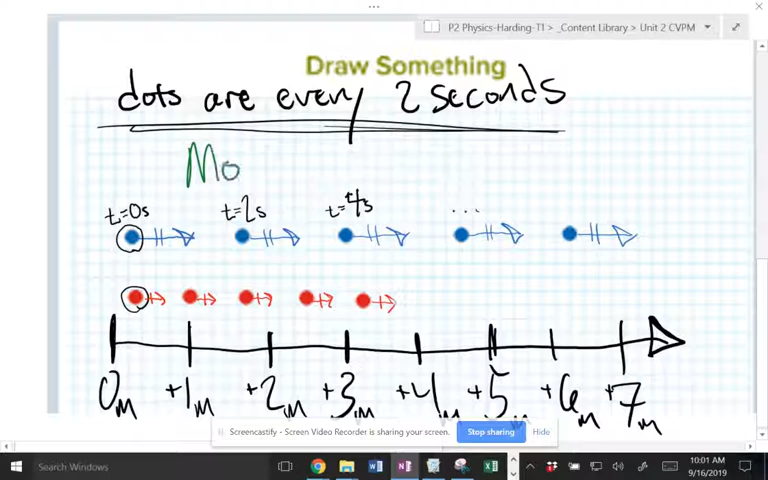 P2 Physics-Harding-T1 > _Content Library > Unit 2 CVPM
Draw Something
dots are every 2 seconds
Mo
t=0s t=2s t=4s ...
0m +1m +2m +3m +4m +5m +6m +7m
Screencastify - Screen Video Recorder is sharing your screen. Stop sharing Hide
Search Windows
10:01 AM
9/16/2019